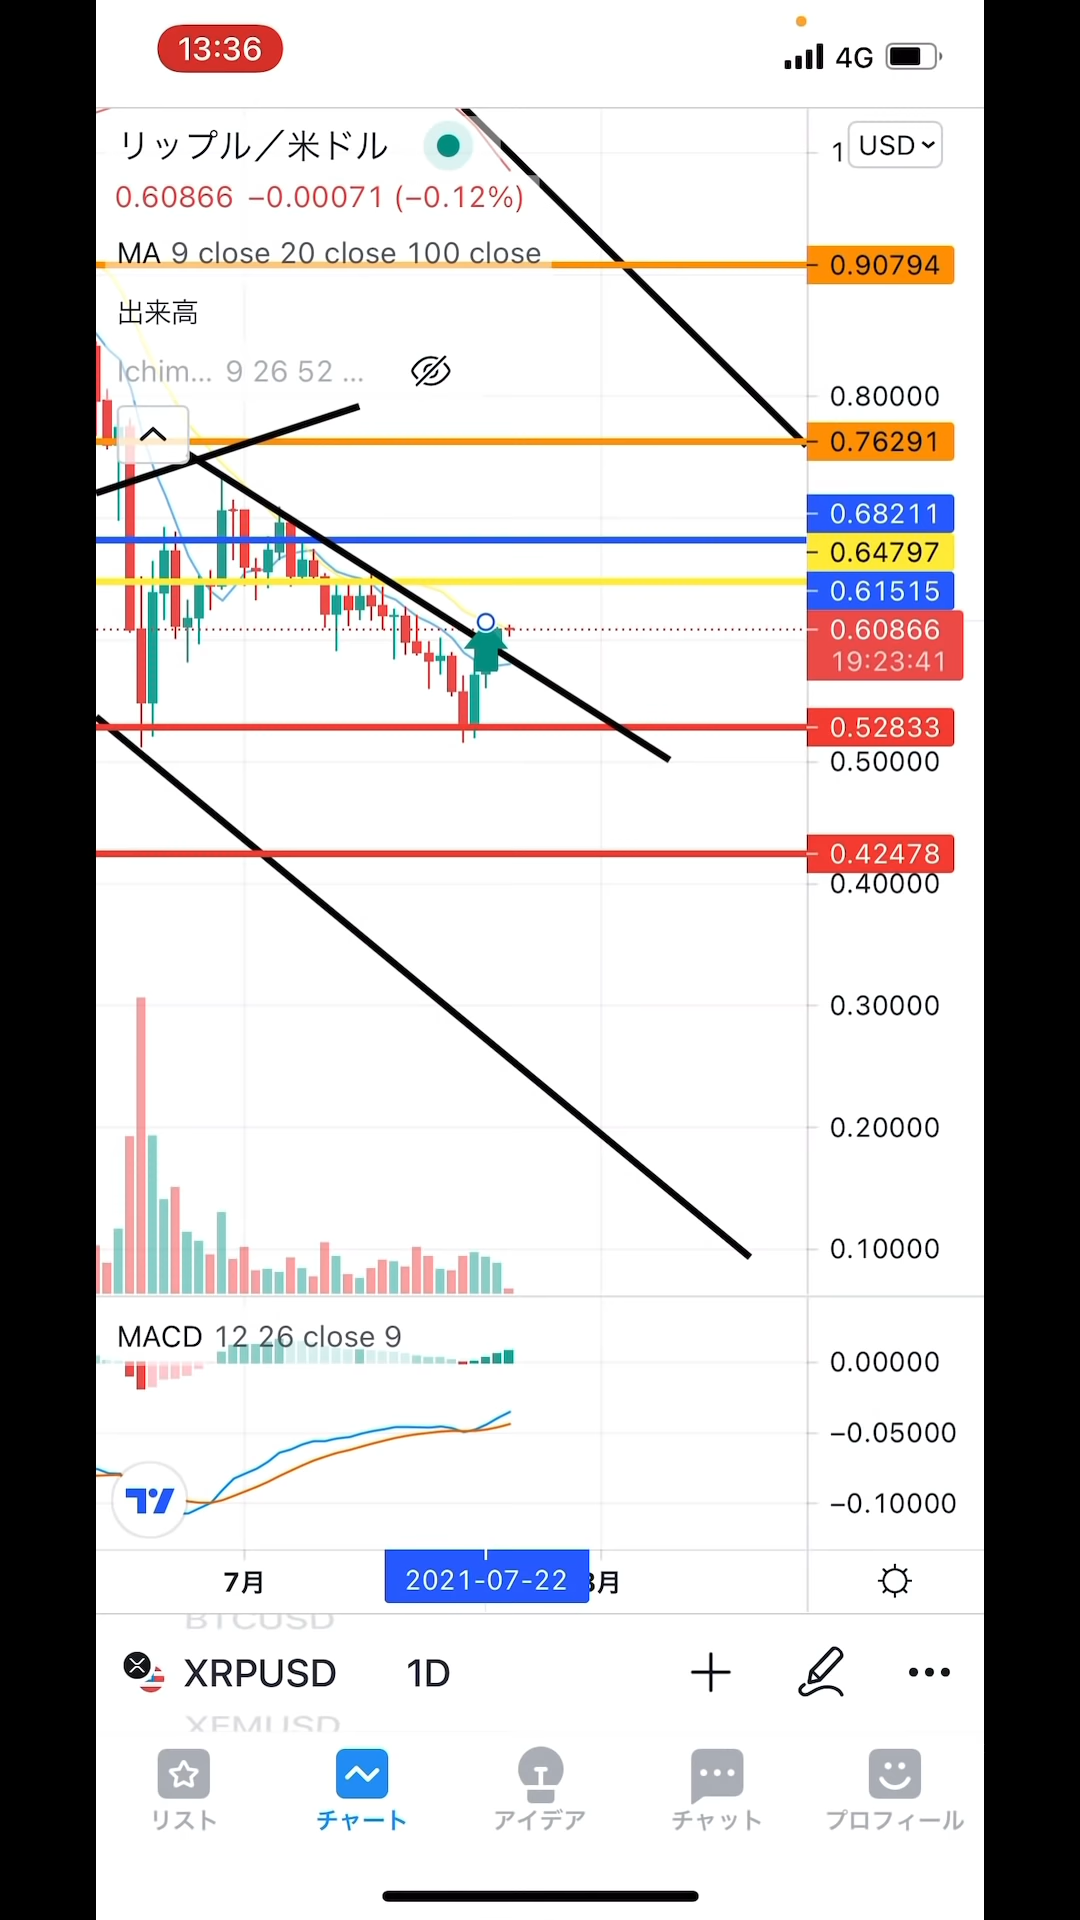 13:36
4G
リップル/米ドル
1
USD
0.60866 −0.00071 (−0.12%)
MA 9 close 20 close 100 close
0.90794
出来高
Ichim... 9 26 52 ...
0.80000
0.76291
0.68211
0.64797
0.61515
0.60866
19:23:41
0.52833
0.50000
0.42478
0.40000
0.30000
0.20000
0.10000
MACD 12 26 close 9
0.00000
−0.05000
−0.10000
7月
2021-07-22
8月
BTCUSD
XRPUSD
1D
XEMUSD
リスト
チャート
アイデア
チャット
プロフィール